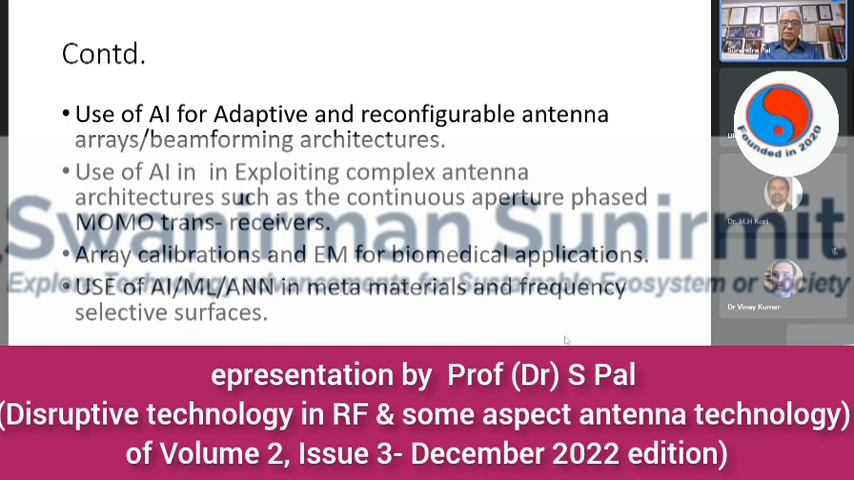 Contd.
• Use of AI for Adaptive and reconfigurable antenna
arrays/beamforming architectures.
• Use of AI in in Exploiting complex antenna
architectures such as the continuous aperture phased
MOMO trans- receivers.
• Array calibrations and EM for biomedical applications.
• USE of AI/ML/ANN in meta materials and frequency
selective surfaces.
Swanirman Sunirmit
Explore Technology advancements for Sustainable Ecosystem or Society
Surendra Pal
Founded in 2020
Dr. M.H Kori
Dr Vinay Kumar
epresentation by Prof (Dr) S Pal
(Disruptive technology in RF & some aspect antenna technology)
of Volume 2, Issue 3- December 2022 edition)